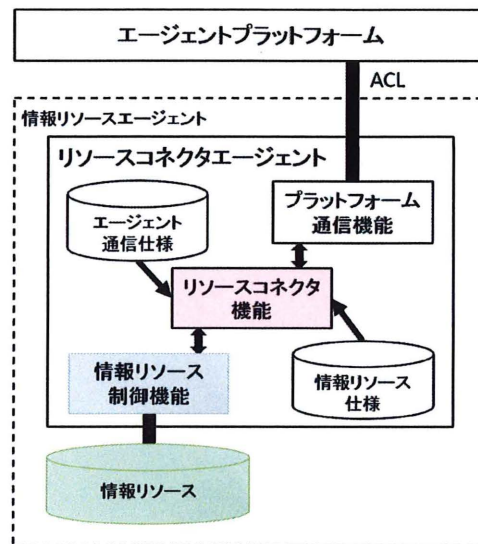 エージェントプラットフォーム
ACL
情報リソースエージェント
リソースコネクタエージェント
エージェント
通信仕様
プラットフォーム
通信機能
リソースコネクタ
機能
情報リソース
制御機能
情報リソース
仕様
情報リソース